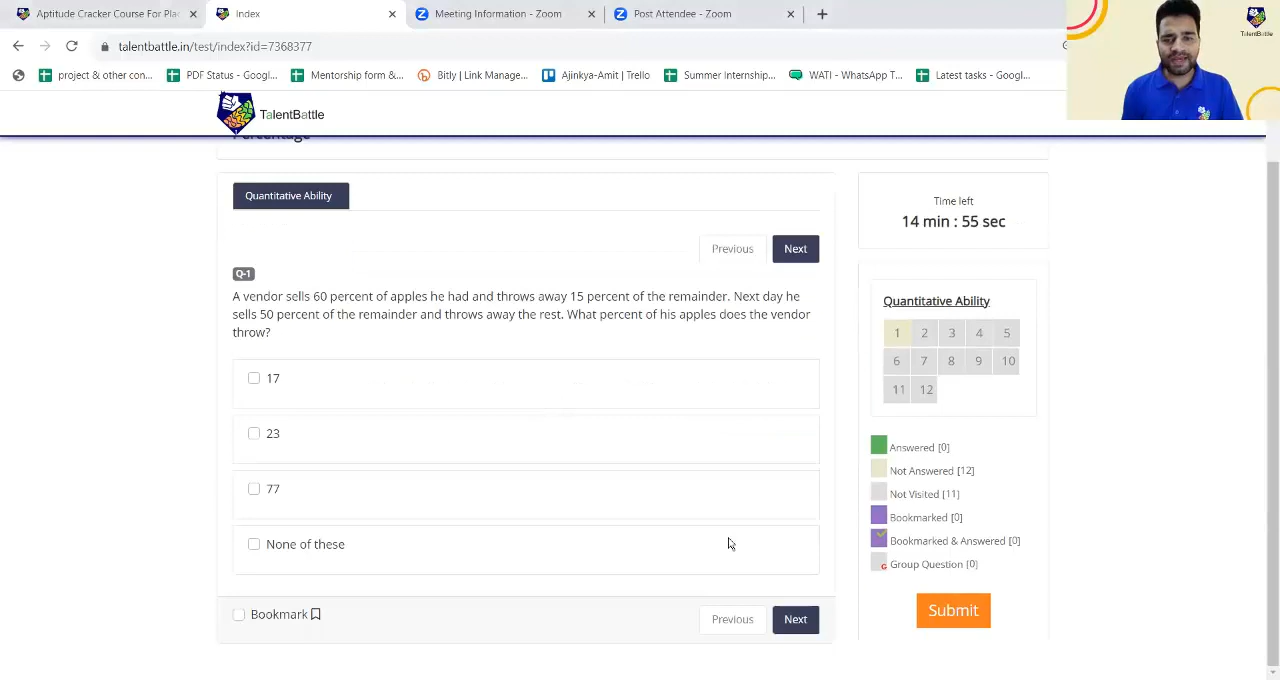 Aptitude Cracker Course For Pla
Index
Meeting Information - Zoom
Post Attendee - Zoom
talentbattle.in/test/index?id=7368377
TalentBattle
project & other con...
PDF Status - Googl...
Mentorship form &...
Bitly | Link Manage...
Ajinkya-Amit | Trello
Summer Internship...
WATI - WhatsApp T...
Latest tasks - Googl...
TalentBattle
Percentage
Quantitative Ability
Time left
14 min : 55 sec
Previous
Next
Q-1
A vendor sells 60 percent of apples he had and throws away 15 percent of the remainder. Next day he
sells 50 percent of the remainder and throws away the rest. What percent of his apples does the vendor
throw?
17
23
77
None of these
Bookmark
Previous
Next
Quantitative Ability
1 2 3 4 5
6 7 8 9 10
11 12
Answered [0]
Not Answered [12]
Not Visited [11]
Bookmarked [0]
Bookmarked & Answered [0]
G Group Question [0]
Submit